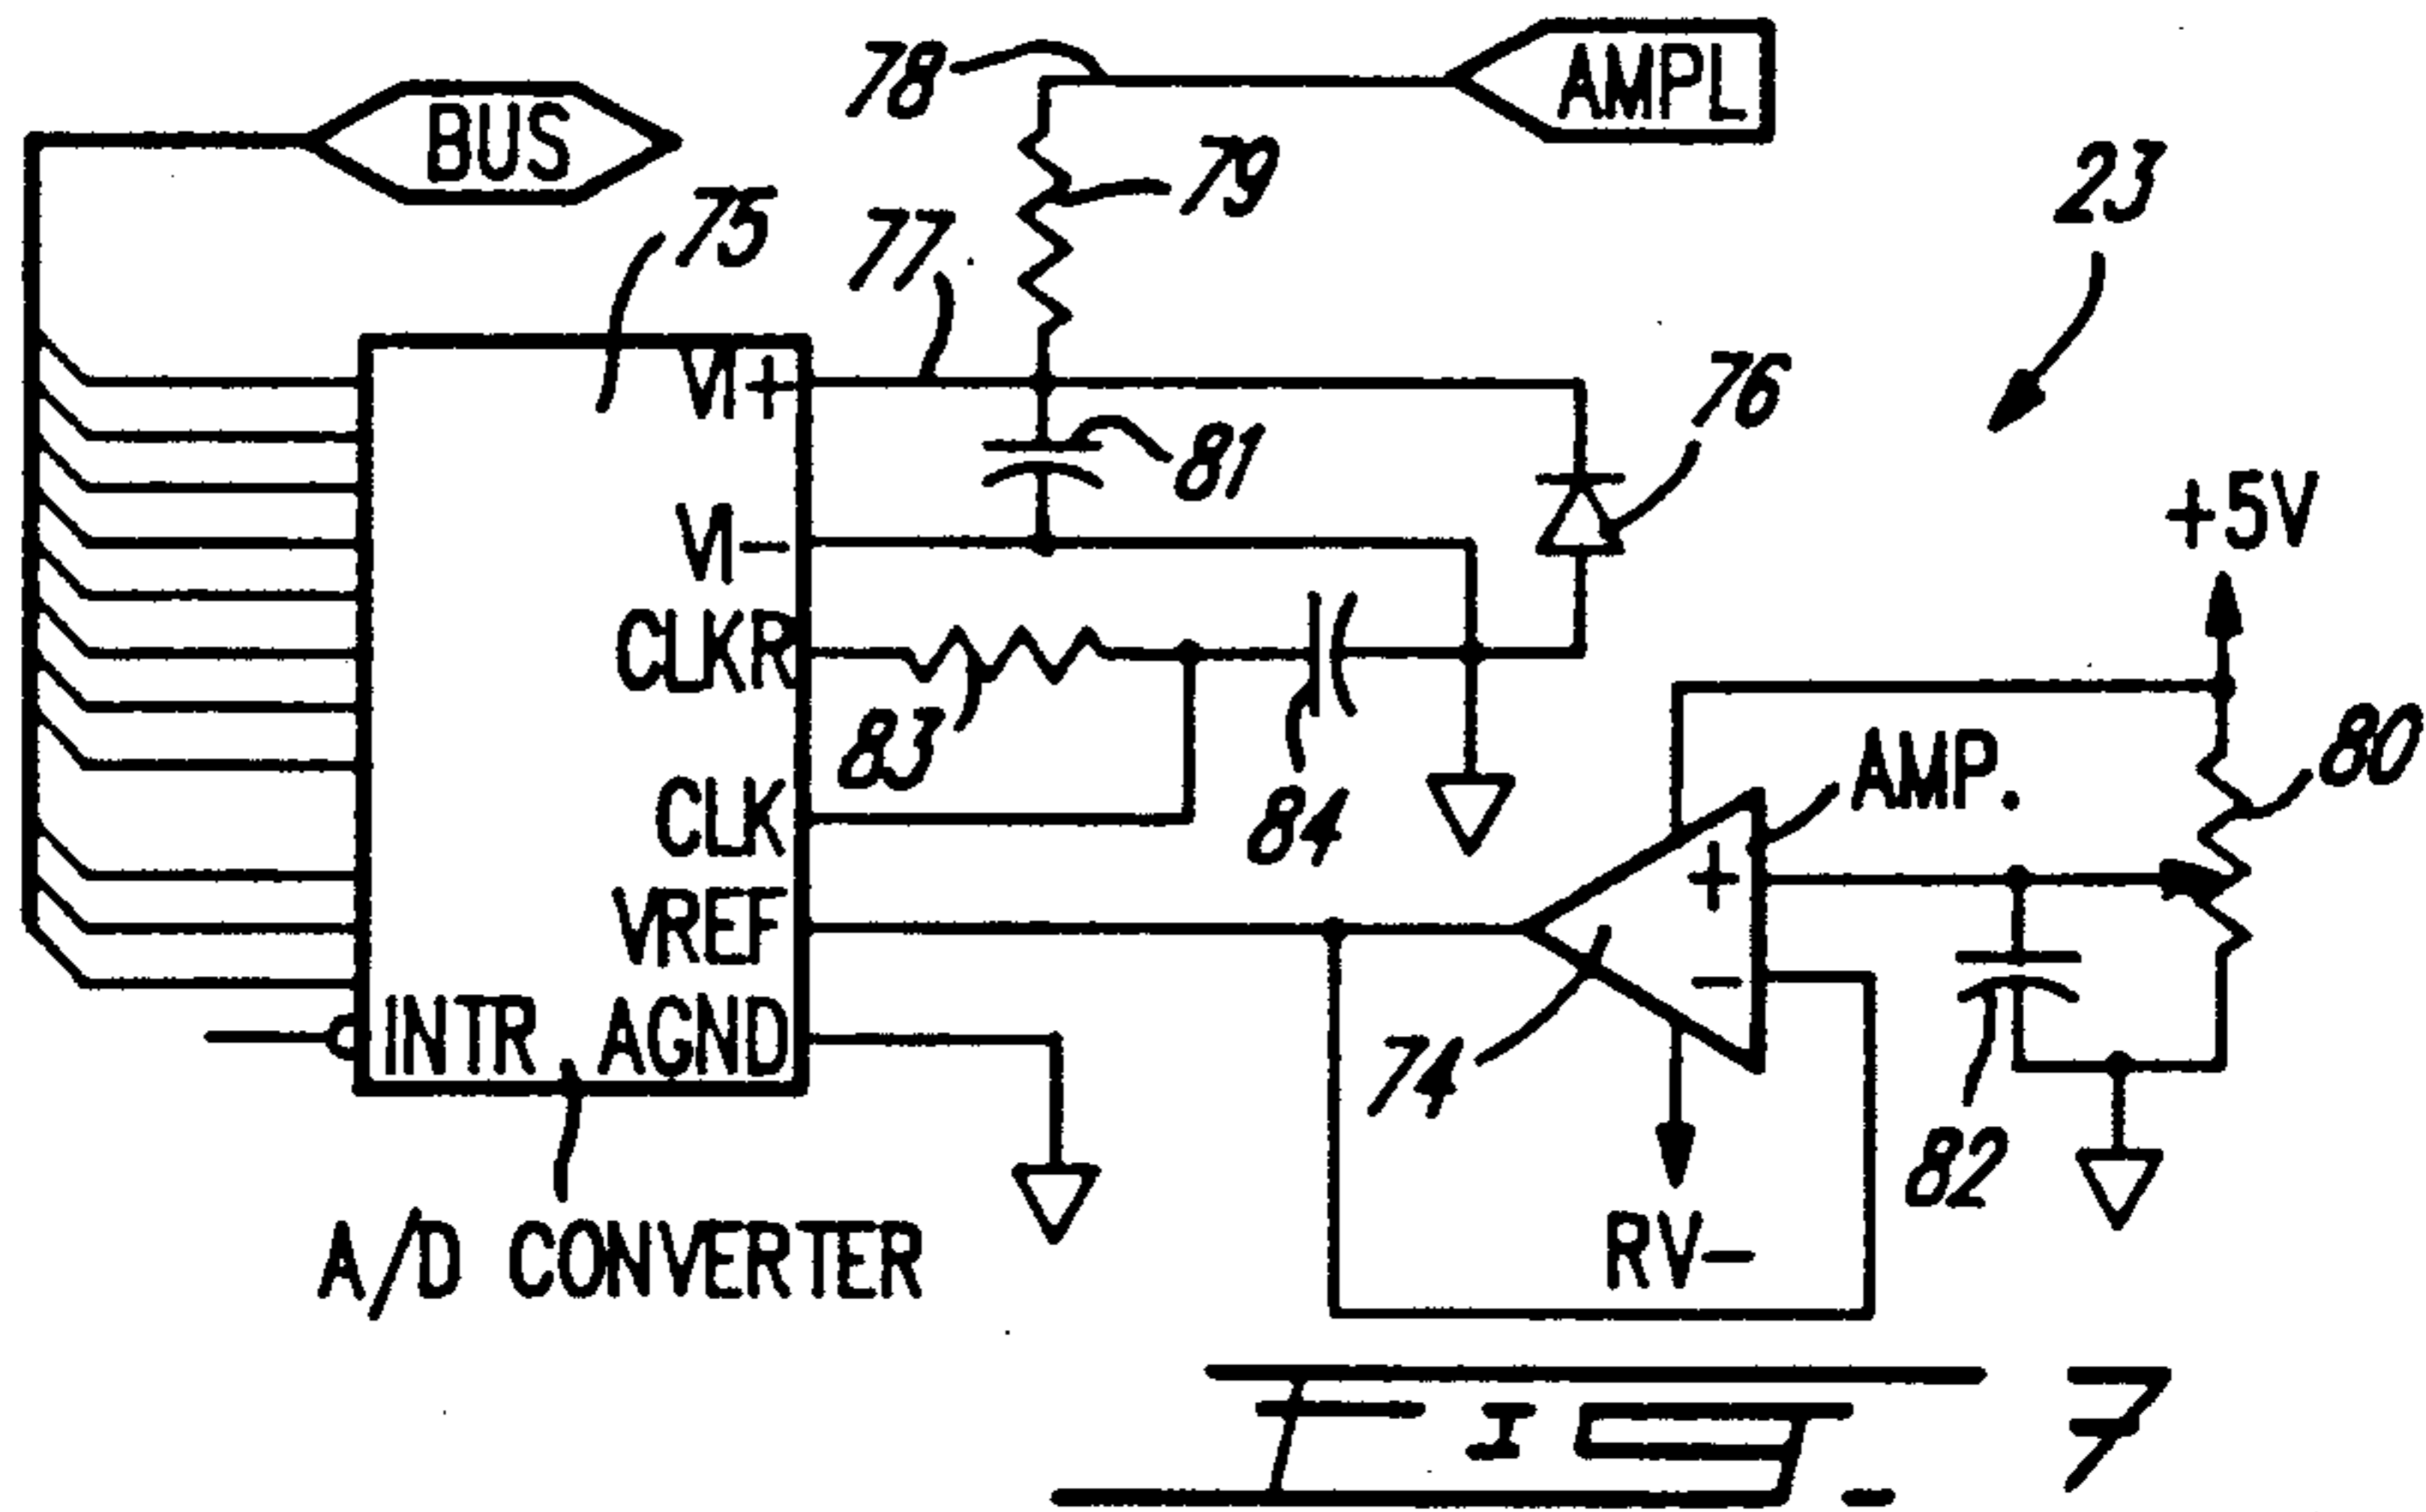 78
AMPL
BUS
79
23
75
77
76
VI+
81
+5V
VI-
CLKR
83
84
80
AMP.
CLK
+
VREF
-
74
INTR
AGND
82
RV-
A/D CONVERTER
FIG. 7